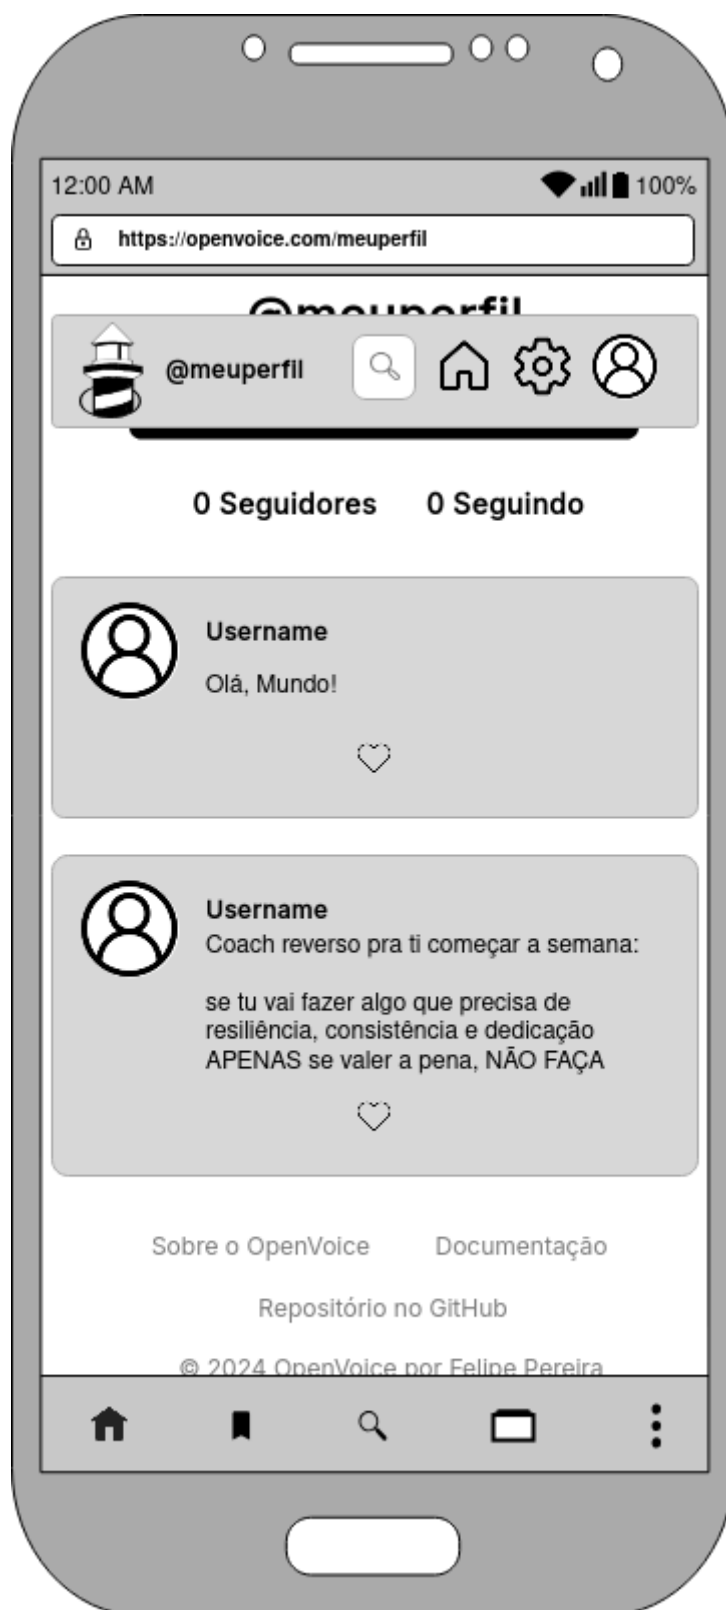 12:00 AM 100%
https://openvoice.com/meuperfil
@meuperfil
@meuperfil
0 Seguidores 0 Seguindo
Username
Olá, Mundo!
Username
Coach reverso pra ti começar a semana:
se tu vai fazer algo que precisa de
resiliência, consistência e dedicação
APENAS se valer a pena, NÃO FAÇA
Sobre o OpenVoice Documentação
Repositório no GitHub
© 2024 OpenVoice por Felipe Pereira